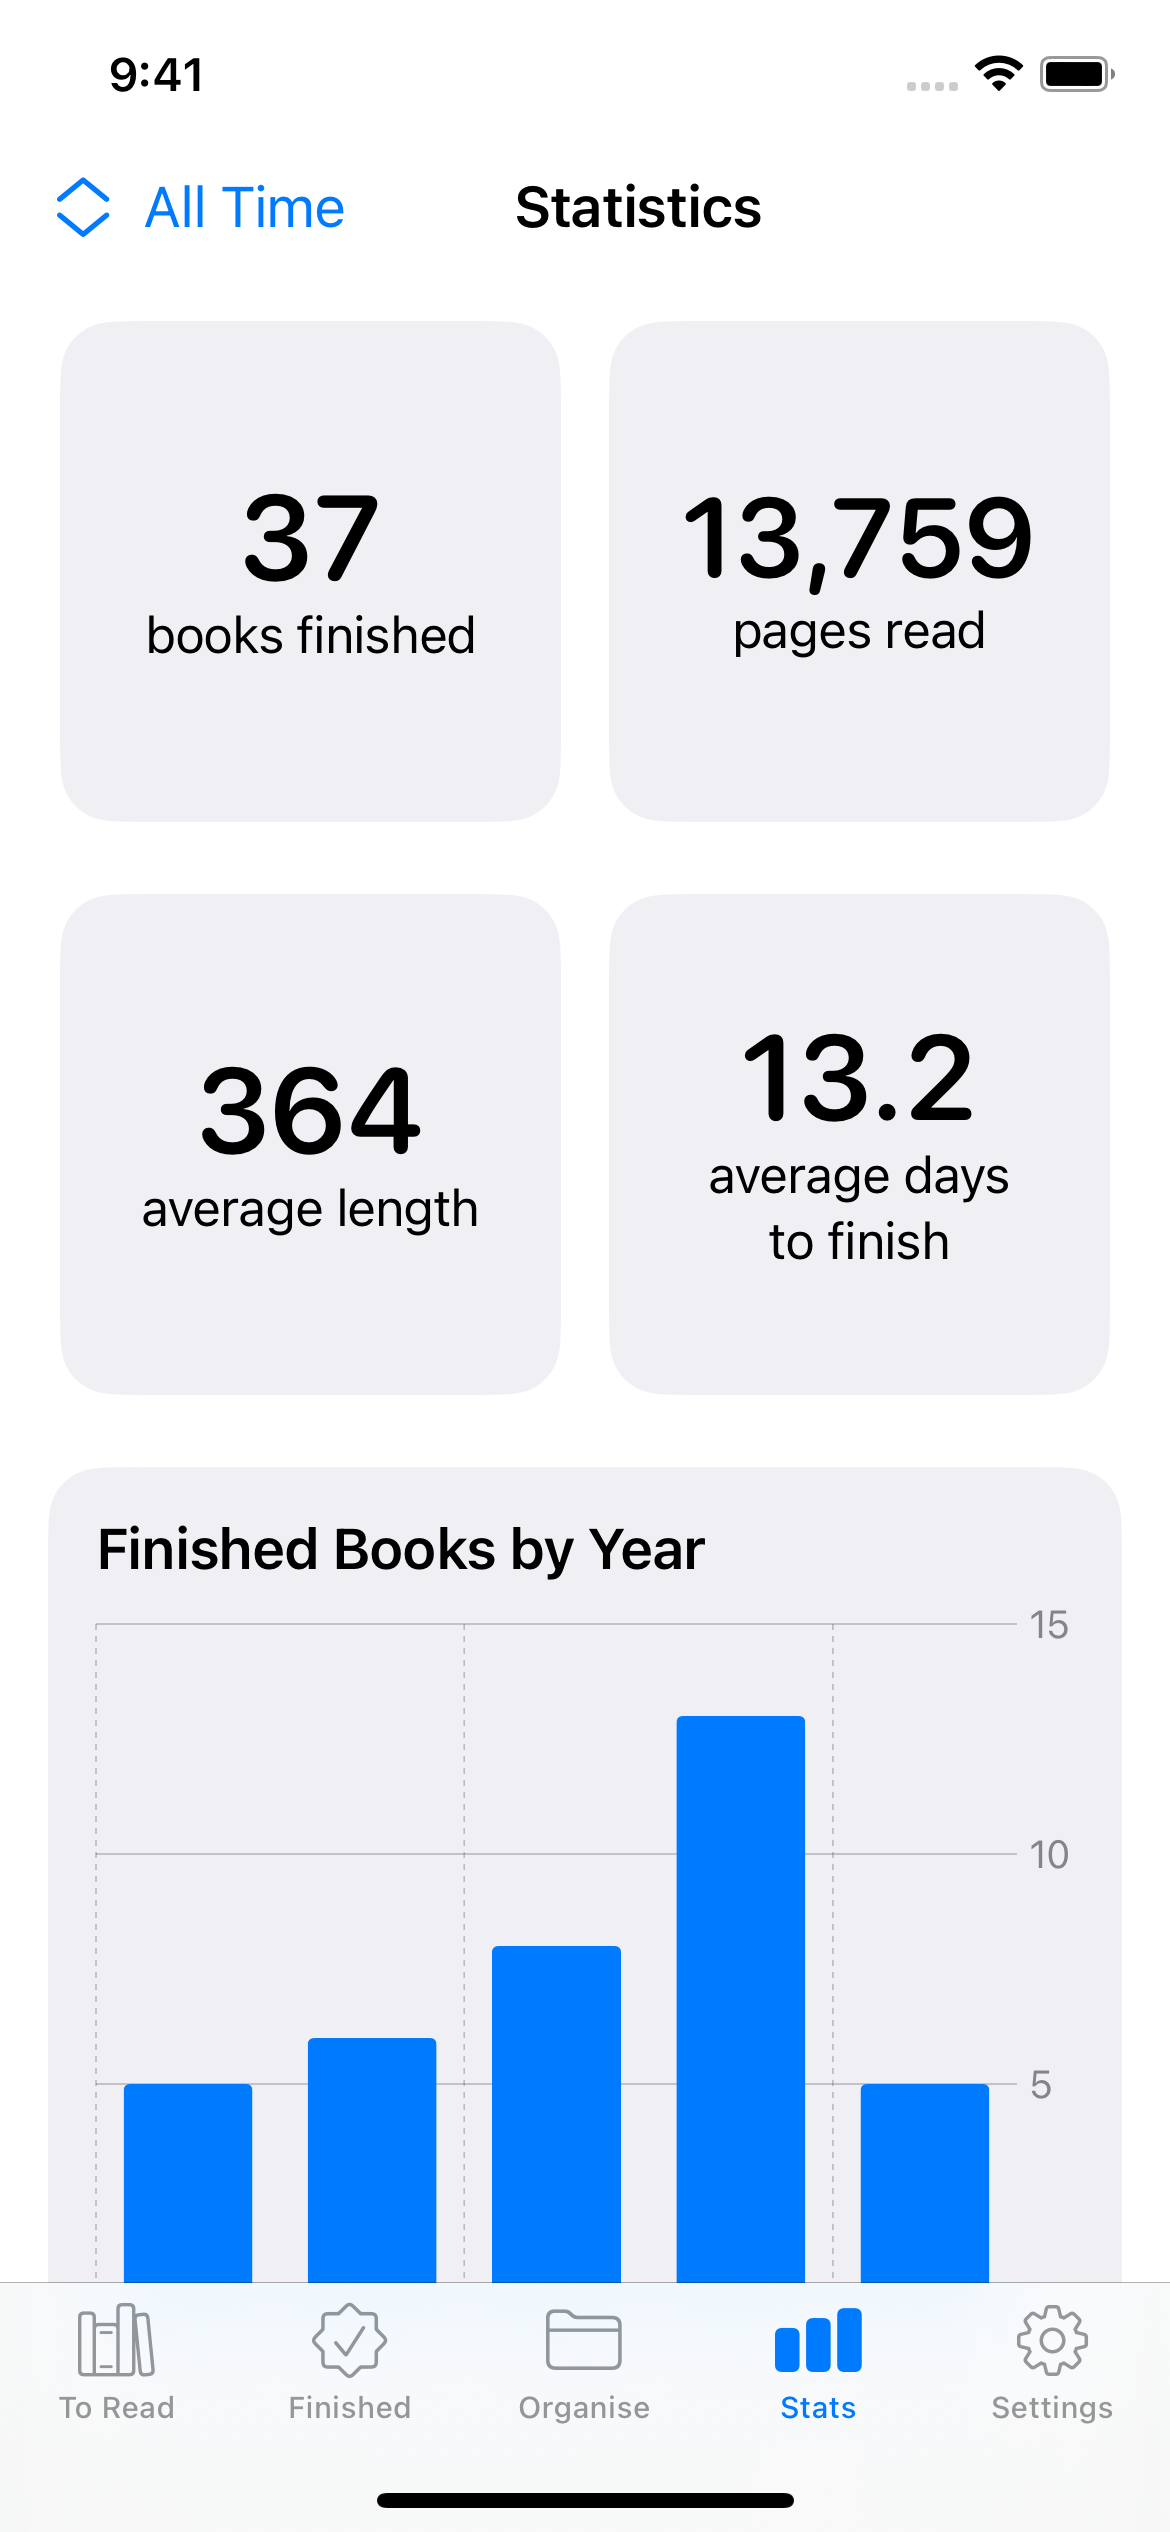 9:41
All Time
Statistics
37
books finished
13,759
pages read
364
average length
13.2
average days
to finish
Finished Books by Year
15
10
5
To Read
Finished
Organise
Stats
Settings